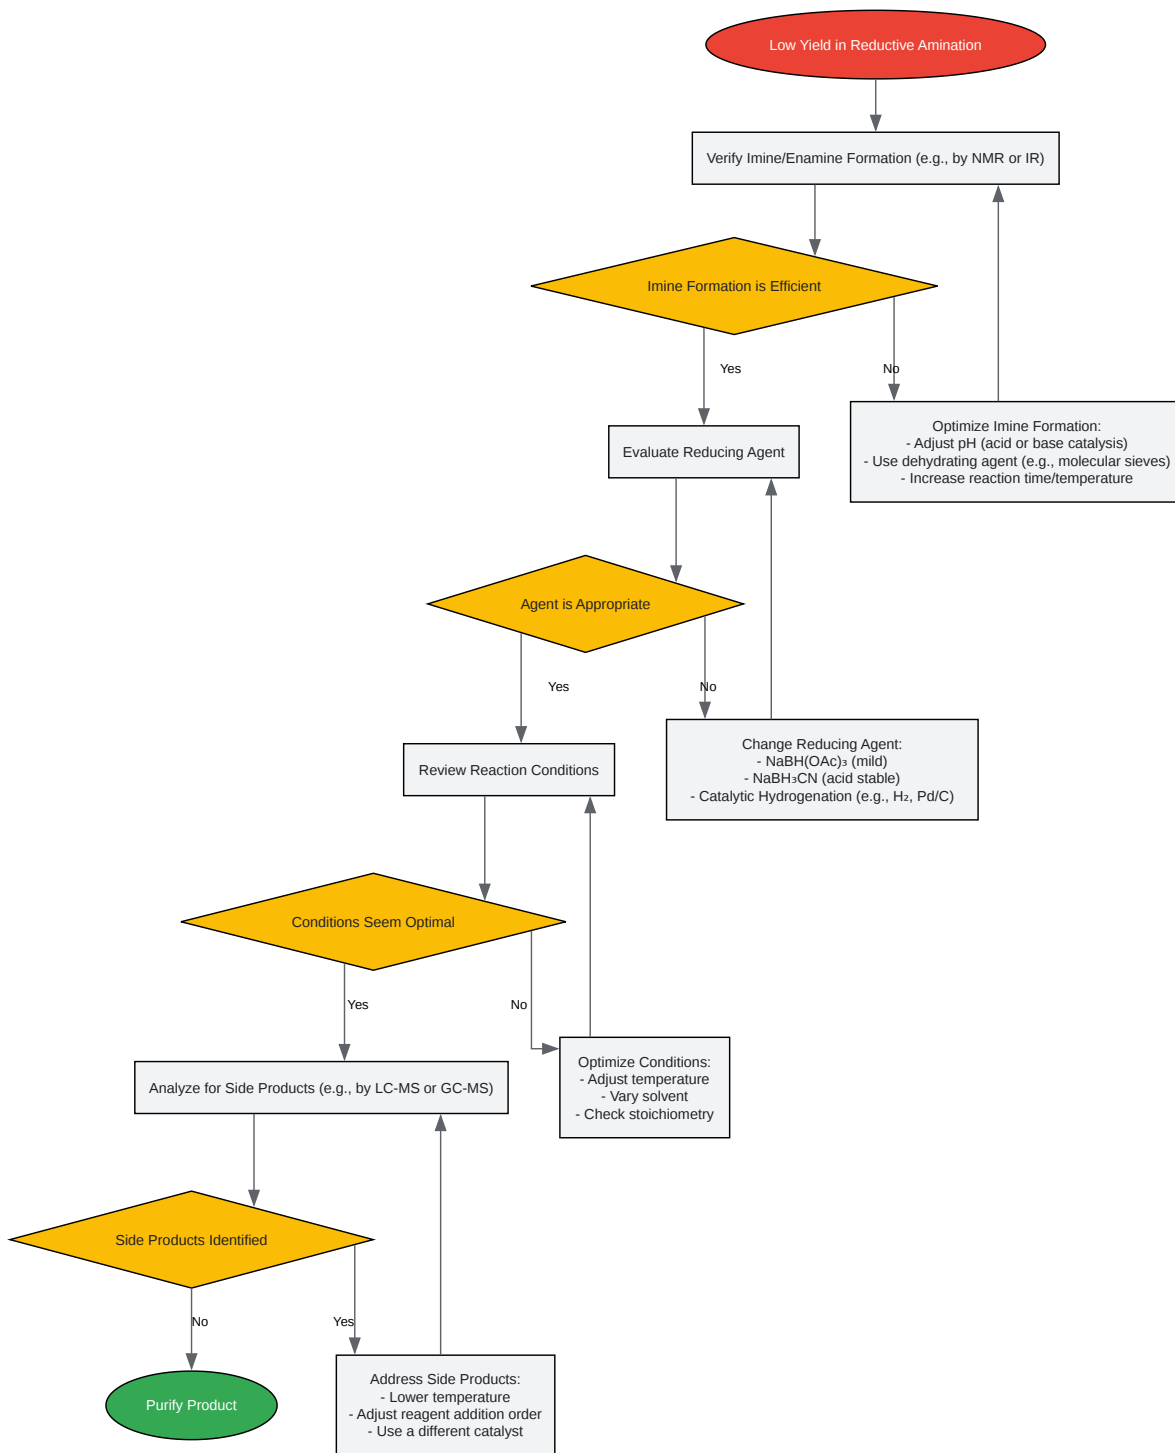 Low Yield in Reductive Amination
Verify Imine/Enamine Formation (e.g., by NMR or IR)
Imine Formation is Efficient
Yes
No
Optimize Imine Formation:
- Adjust pH (acid or base catalysis)
- Use dehydrating agent (e.g., molecular sieves)
- Increase reaction time/temperature
Evaluate Reducing Agent
Agent is Appropriate
Yes
No
Change Reducing Agent:
- NaBH(OAc)₃ (mild)
- NaBH₃CN (acid stable)
- Catalytic Hydrogenation (e.g., H₂, Pd/C)
Review Reaction Conditions
Conditions Seem Optimal
Yes
No
Optimize Conditions:
- Adjust temperature
- Vary solvent
- Check stoichiometry
Analyze for Side Products (e.g., by LC-MS or GC-MS)
Side Products Identified
No
Yes
Address Side Products:
- Lower temperature
- Adjust reagent addition order
- Use a different catalyst
Purify Product